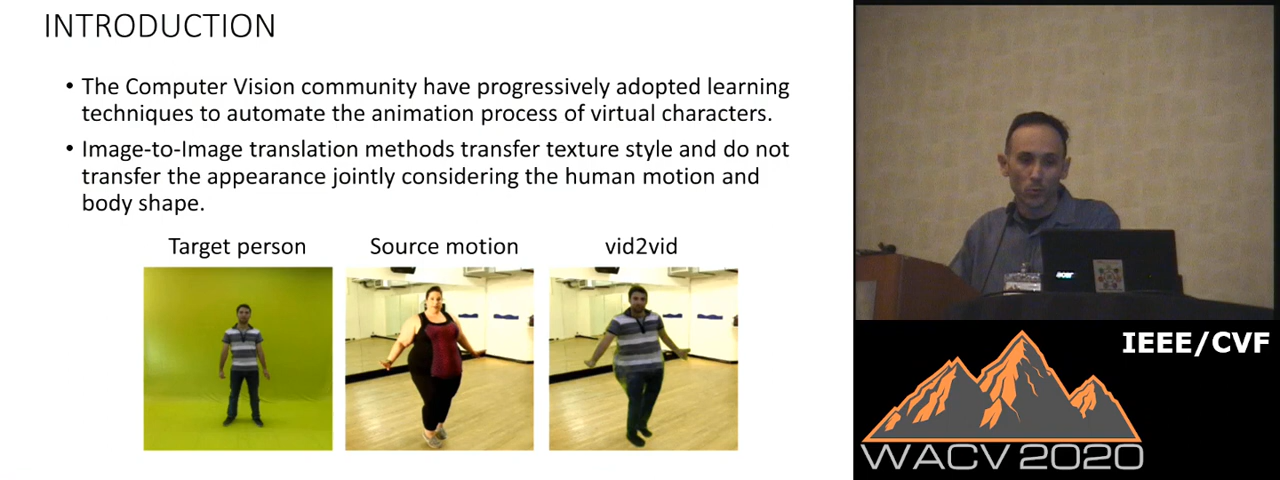 INTRODUCTION
• The Computer Vision community have progressively adopted learning
techniques to automate the animation process of virtual characters.
• Image-to-Image translation methods transfer texture style and do not
transfer the appearance jointly considering the human motion and
body shape.
Target person
Source motion
vid2vid
acer
IEEE/CVF
WACV 2020